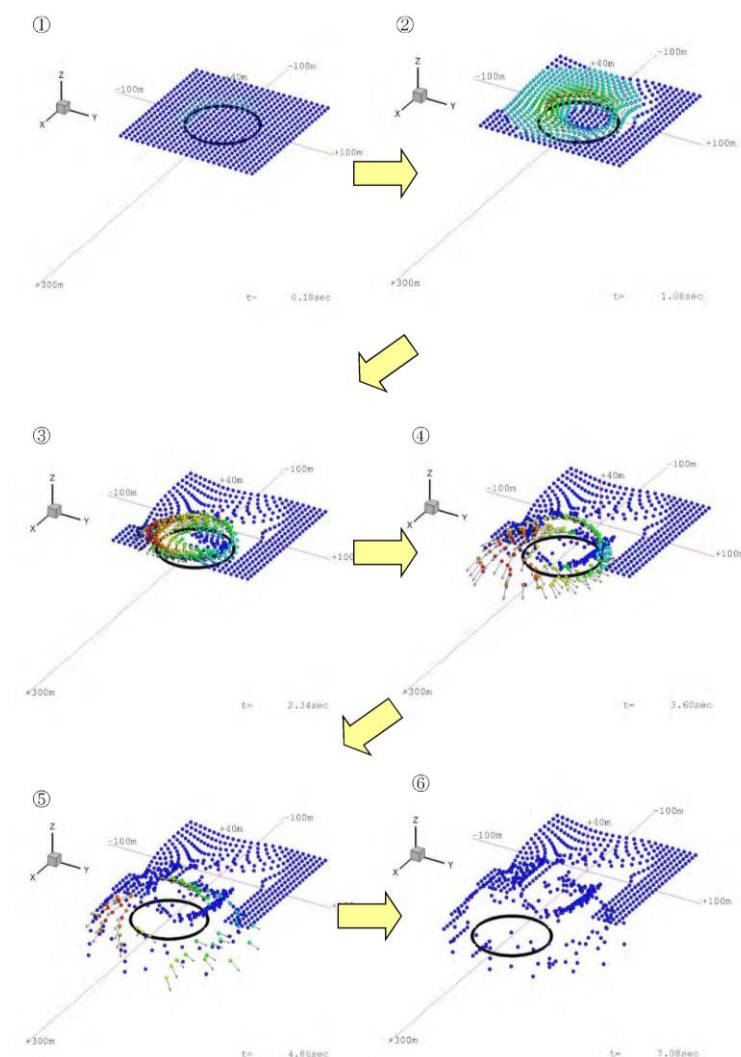 ①
②
-100m
+40m
-100m
Z
X
Y
+100m
+300m
t= 0.18sec
-100m
+40m
-100m
Z
X
Y
+100m
+300m
t= 1.08sec
③
④
-100m
+40m
-100m
Z
X
Y
+100m
+300m
t= 2.34sec
-100m
+40m
-100m
Z
X
Y
+100m
+300m
t= 3.60sec
⑤
⑥
-100m
+40m
-100m
Z
X
Y
+100m
+300m
t= 4.86sec
-100m
+40m
-100m
Z
X
Y
+100m
+300m
t= 7.08sec